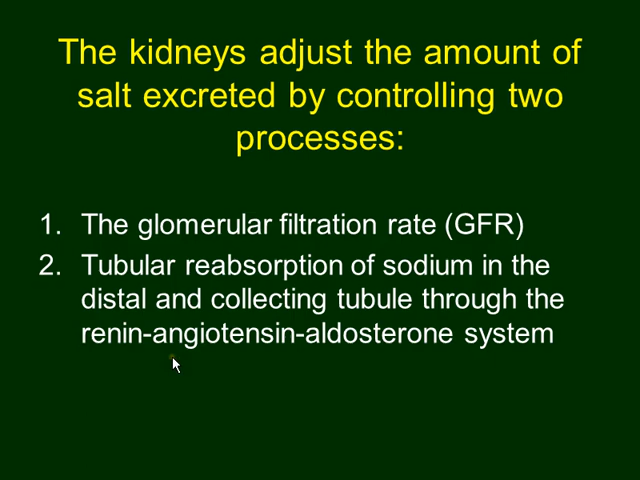 The kidneys adjust the amount of
salt excreted by controlling two
processes:
1. The glomerular filtration rate (GFR)
2. Tubular reabsorption of sodium in the
distal and collecting tubule through the
renin-angiotensin-aldosterone system